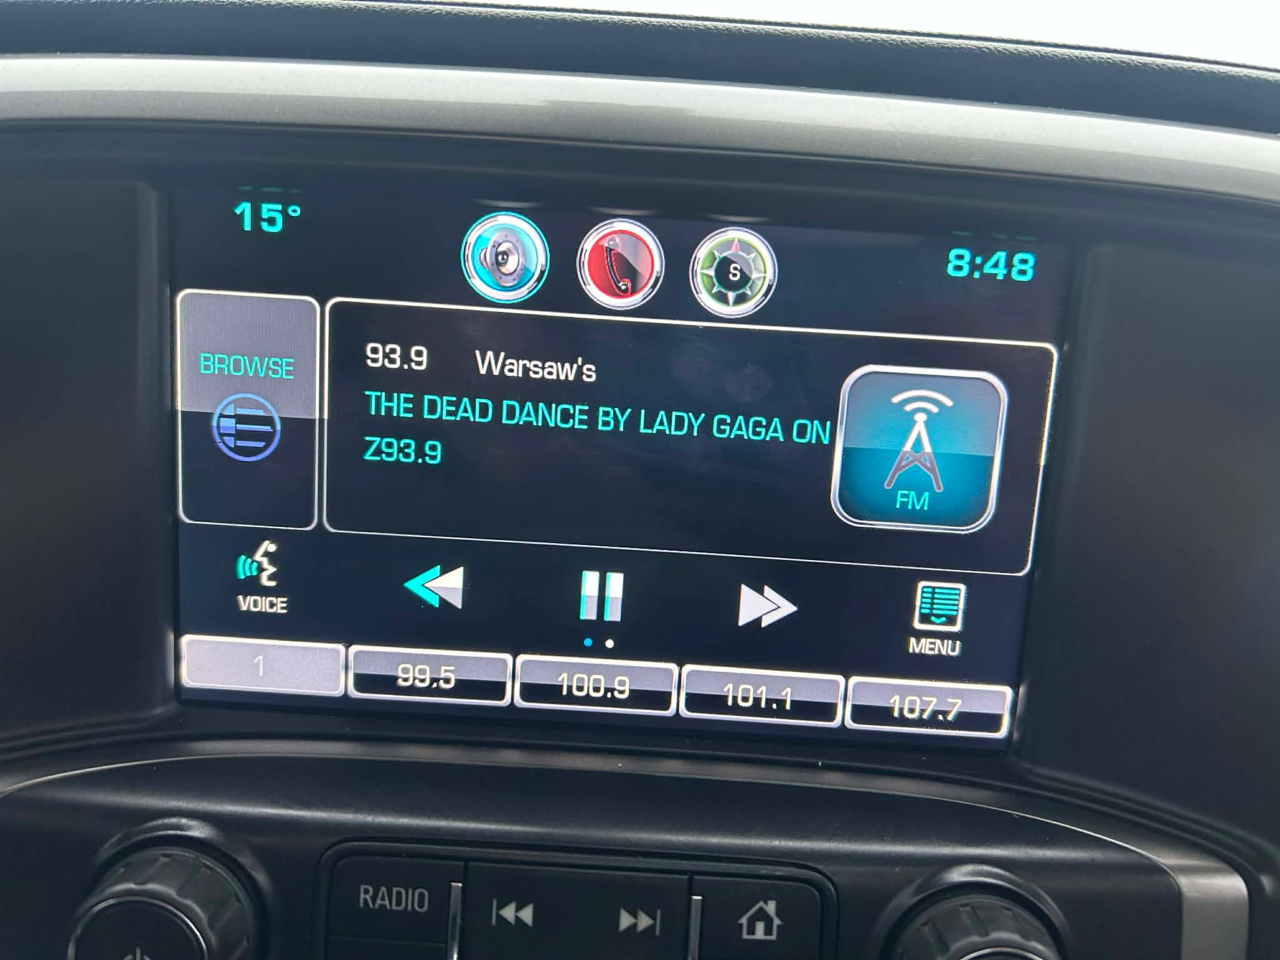 15°
S
8:48
BROWSE
93.9 Warsaw's
THE DEAD DANCE BY LADY GAGA ON
Z93.9
FM
VOICE
MENU
1
99.5
100.9
101.1
107.7
RADIO